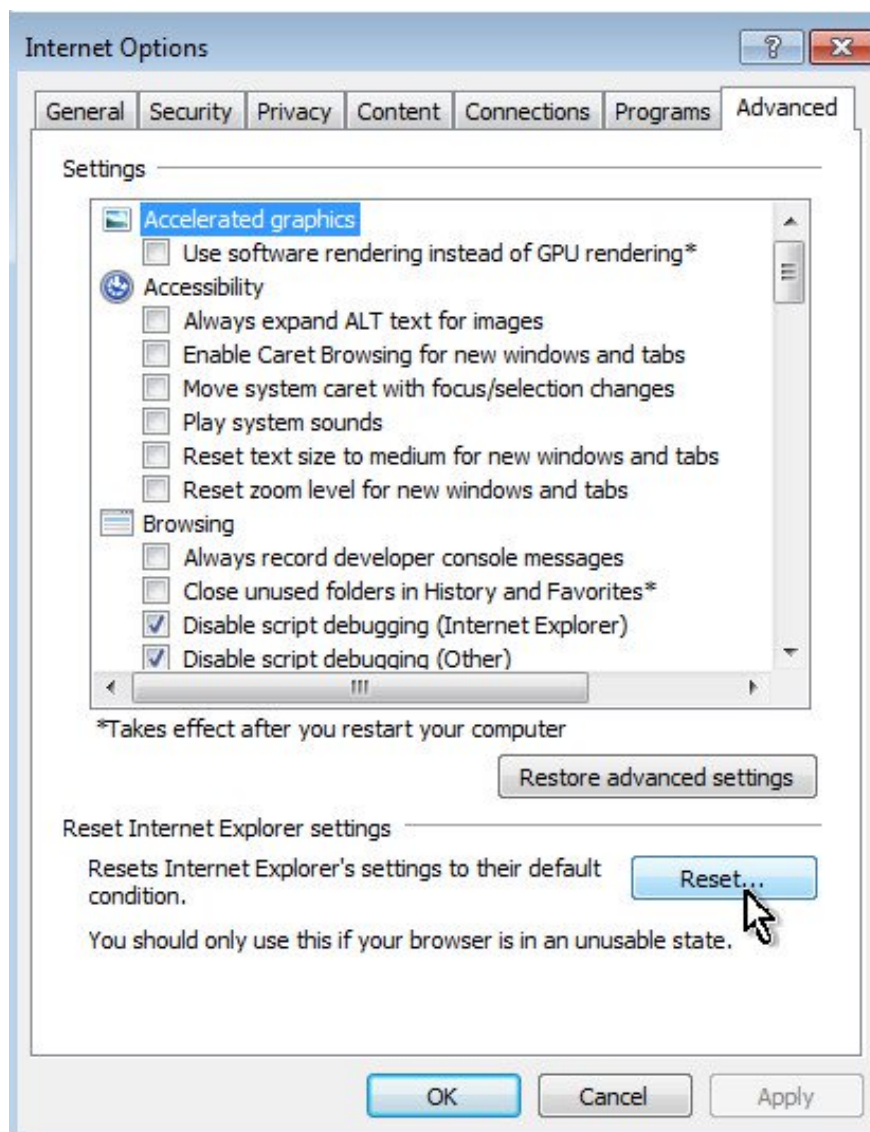 Internet Options
General Security Privacy Content Connections Programs Advanced
Settings
Accelerated graphics
Use software rendering instead of GPU rendering*
Accessibility
Always expand ALT text for images
Enable Caret Browsing for new windows and tabs
Move system caret with focus/selection changes
Play system sounds
Reset text size to medium for new windows and tabs
Reset zoom level for new windows and tabs
Browsing
Always record developer console messages
Close unused folders in History and Favorites*
Disable script debugging (Internet Explorer)
Disable script debugging (Other)
*Takes effect after you restart your computer
Restore advanced settings
Reset Internet Explorer settings
Resets Internet Explorer's settings to their default
condition.
Reset...
You should only use this if your browser is in an unusable state.
OK Cancel Apply